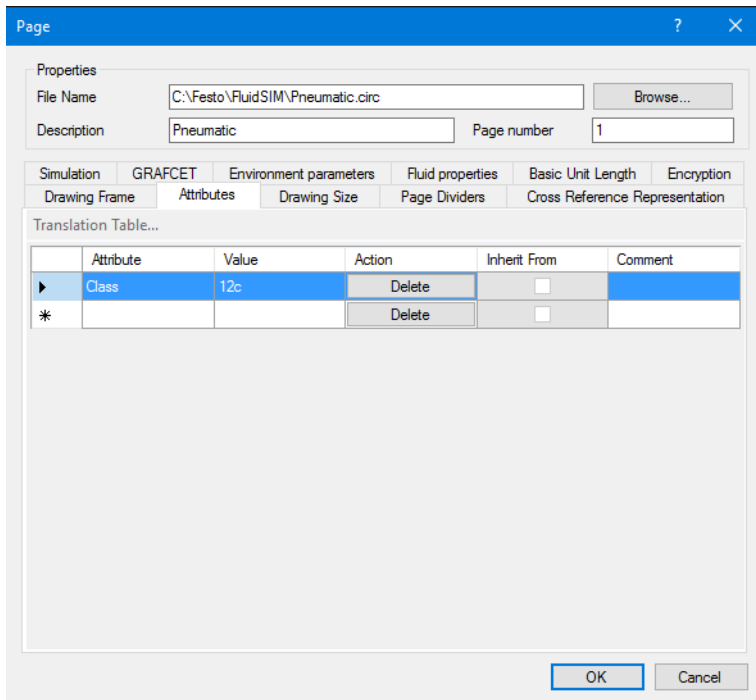 Page ?
Properties
File Name C:\Festo\FluidSIM\Pneumatic.circ Browse...
Description Pneumatic Page number 1
Simulation GRAFCET Environment parameters Fluid properties Basic Unit Length Encryption
Drawing Frame Attributes Drawing Size Page Dividers Cross Reference Representation
Translation Table...
Attribute Value Action Inherit From Comment
Class 12c Delete
Delete
OK Cancel